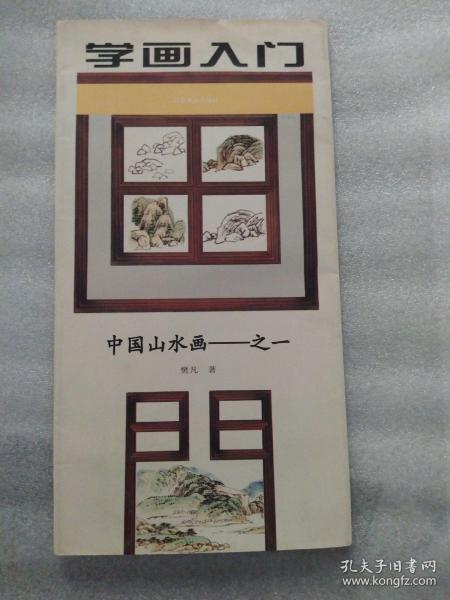 学画入门
中国山水画——之一
樊凡 著
孔夫子旧书网
www.kongfz.com